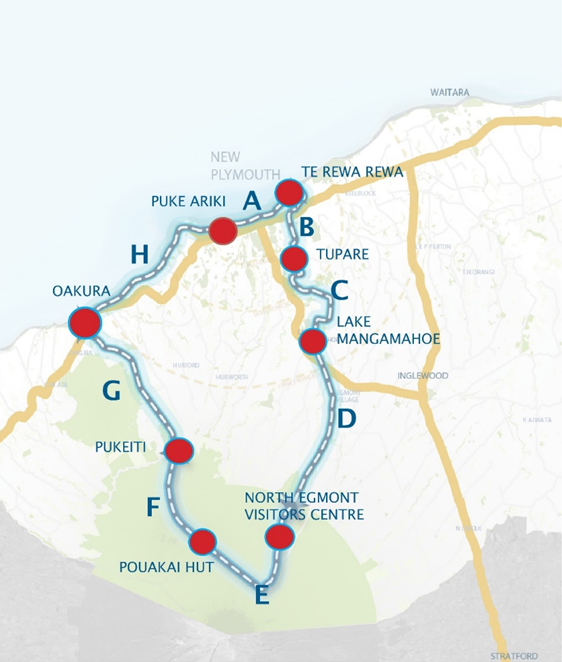 WAITARA
NEW
PLYMOUTH
TE REWA REWA
PUKE ARIKI
A
B
H
TUPARE
OAKURA
C
LAKE
MANGAMAHOE
INGLEWOOD
HURWORTH
G
D
PUKEITI
NORTH EGMONT
VISITORS CENTRE
F
POUAKAI HUT
E
STRATFORD